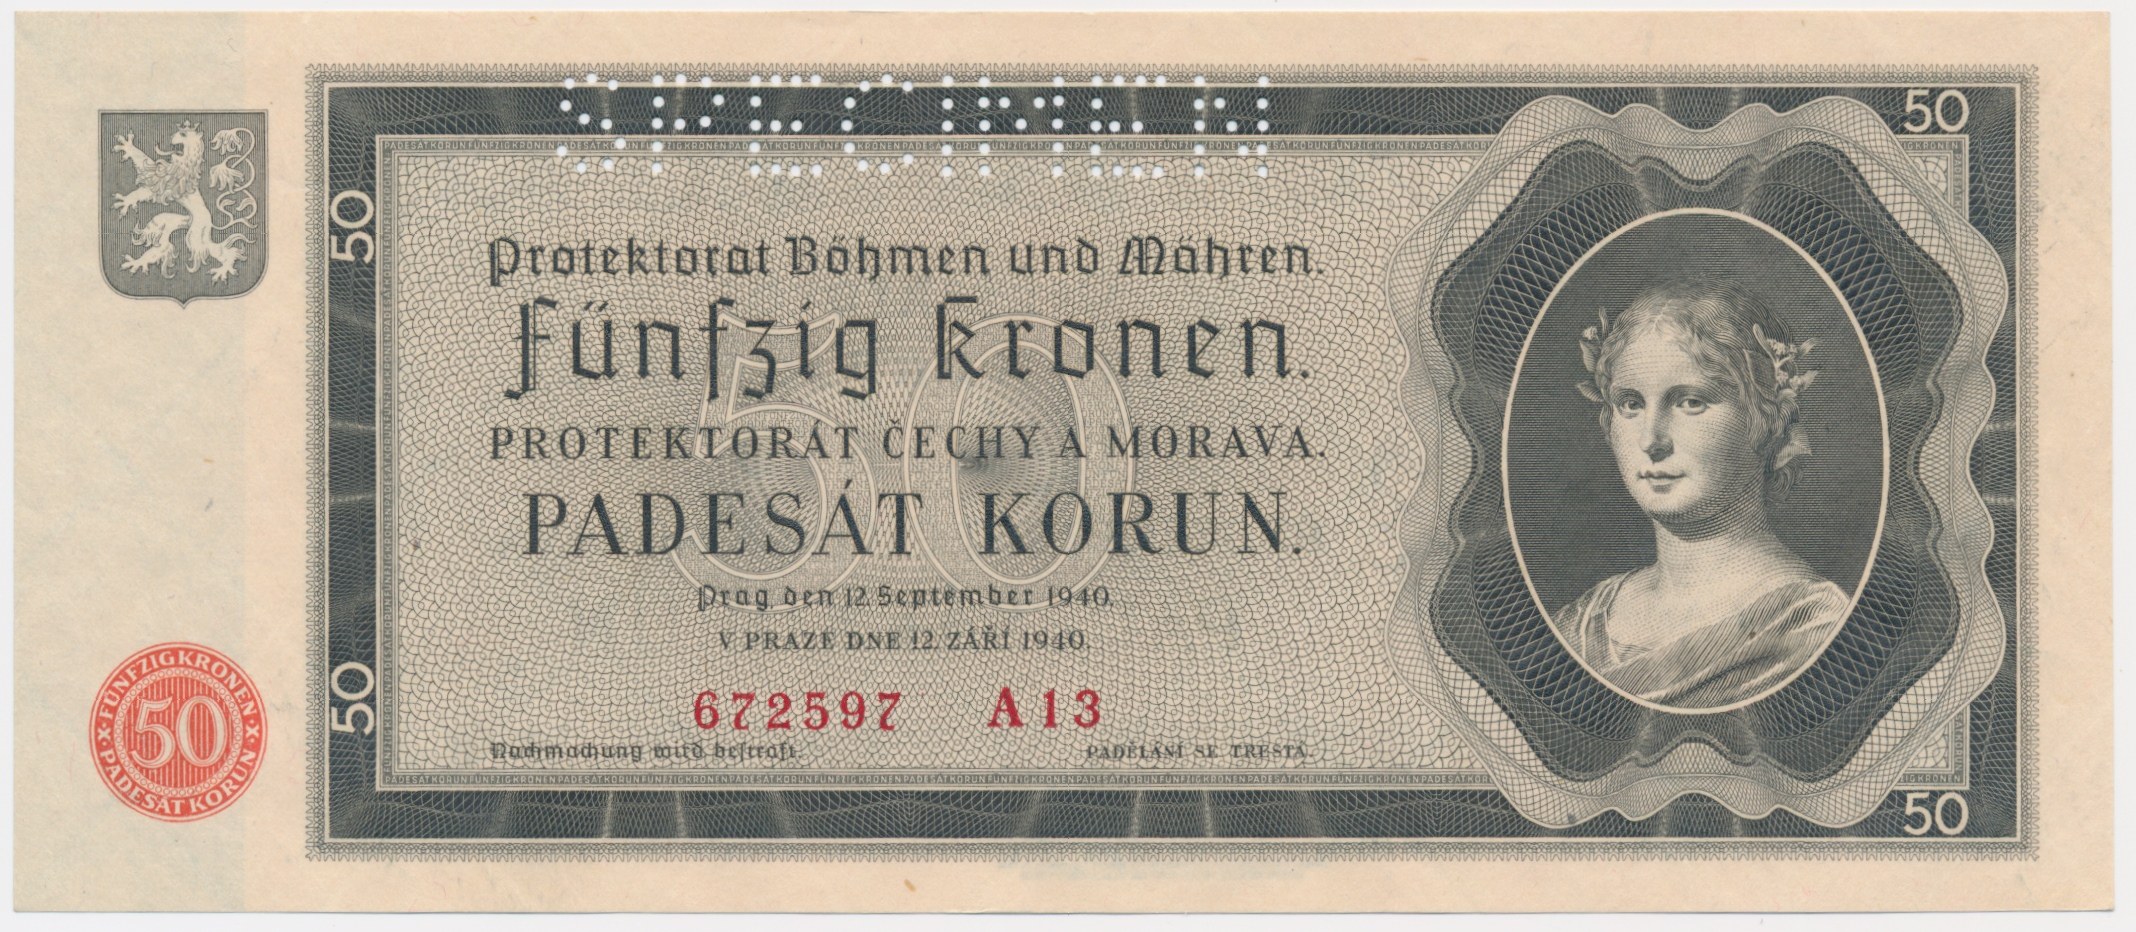 SPECIMEN
50
50
Protektorat Böhmen und Mähren.
Fünfzig Kronen.
PROTEKTORÁT ČECHY A MORAVA.
PADESÁT KORUN.
50
Prag, den 12. September 1940.
V PRAZE DNE 12. ZÁŘÍ 1940.
672597 A13
Nachmachung wird bestraft.
PADĚLÁNÍ SE TRESTÁ.
50
50
FÜNFZIG KRONEN
50
PADESÁT KORUN